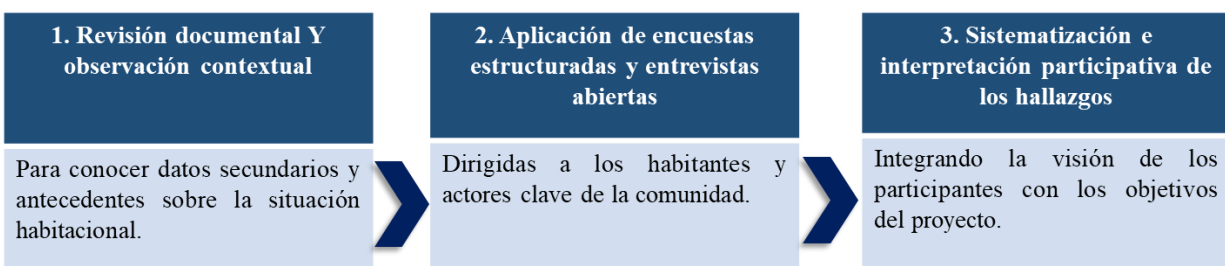 1. Revisión documental Y
observación contextual
Para conocer datos secundarios y
antecedentes sobre la situación
habitacional.
2. Aplicación de encuestas
estructuradas y entrevistas
abiertas
Dirigidas a los habitantes y
actores clave de la comunidad.
3. Sistematización e
interpretación participativa de
los hallazgos
Integrando la visión de los
participantes con los objetivos
del proyecto.